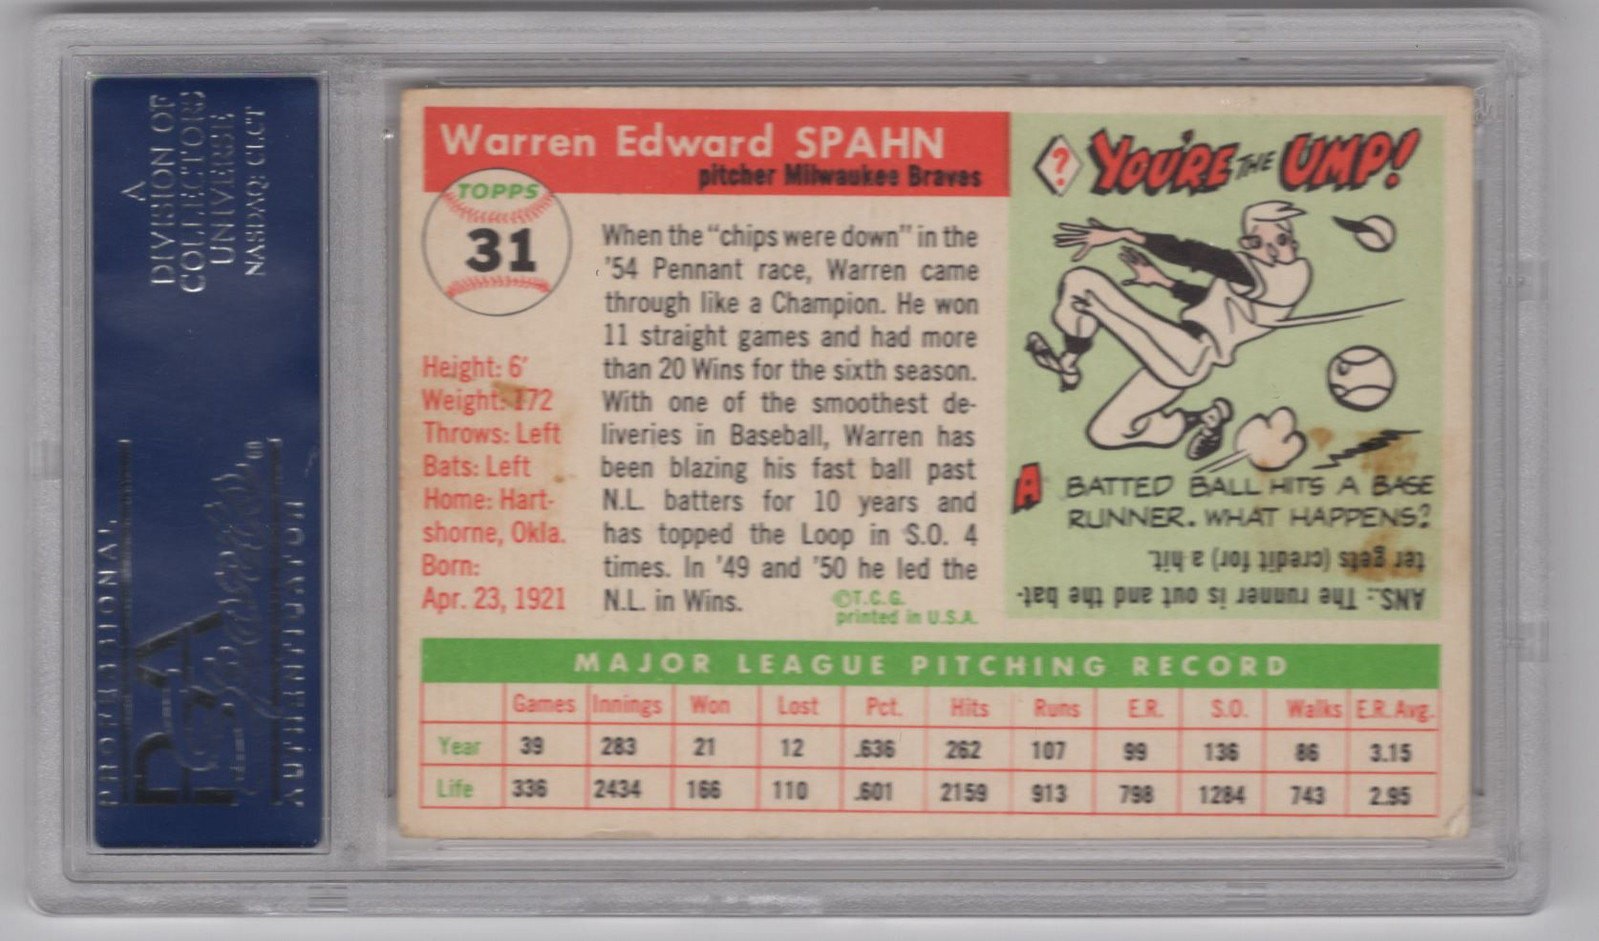 A
DIVISION OF
COLLECTORS
UNIVERSE
NASDAQ: CLCT
PROFESSIONAL
PSA
AUTHENTICATOR
Warren Edward SPAHN
pitcher Milwaukee Braves
TOPPS
31
Height: 6'
Weight: 172
Throws: Left
Bats: Left
Home: Hart-
shorne, Okla.
Born:
Apr. 23, 1921
When the "chips were down" in the
'54 Pennant race, Warren came
through like a Champion. He won
11 straight games and had more
than 20 Wins for the sixth season.
With one of the smoothest de-
liveries in Baseball, Warren has
been blazing his fast ball past
N.L. batters for 10 years and
has topped the Loop in S.O. 4
times. In '49 and '50 he led the
N.L. in Wins.
©T.C.G.
printed in U.S.A.
? YOU'RE THE UMP!
A BATTED BALL HITS A BASE
RUNNER. WHAT HAPPENS?
ANS.: The runner is out and the bat-
ter gets (credit for) a hit.
MAJOR LEAGUE PITCHING RECORD
Games Innings Won Lost Pct. Hits Runs E.R. S.O. Walks E.R. Avg.
Year 39 283 21 12 .636 262 107 99 136 86 3.15
Life 336 2434 166 110 .601 2159 913 798 1284 743 2.95